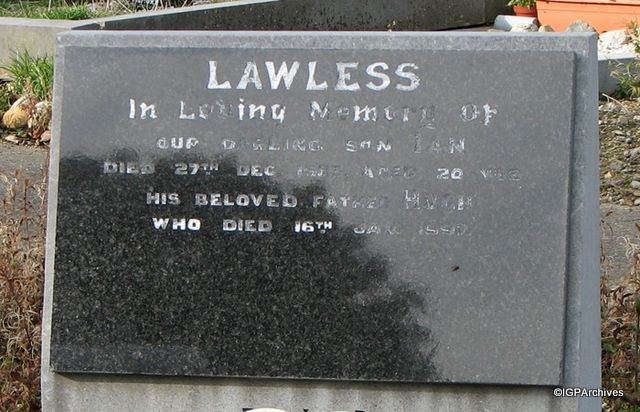 LAWLESS
In Loving Memory Of
OUR DARLING SON IAN
DIED 27TH DEC AGED 20 YRS
HIS BELOVED FATHER HUGH
WHO DIED 16TH JAN
©IGPArchives